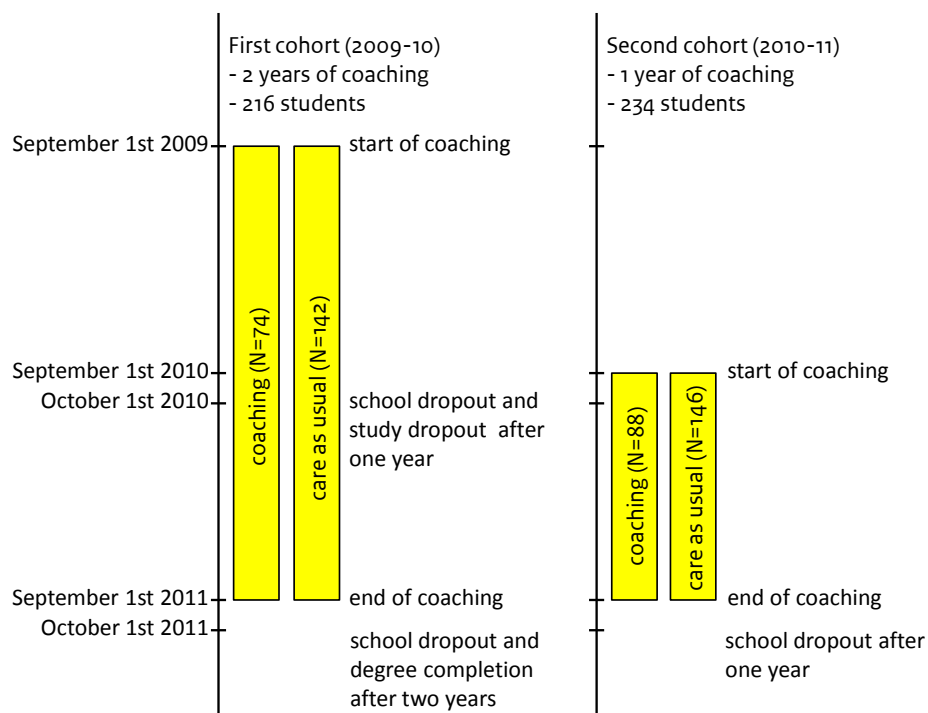 First cohort (2009-10)
- 2 years of coaching
- 216 students
Second cohort (2010-11)
- 1 year of coaching
- 234 students
September 1st 2009
start of coaching
coaching (N=74)
care as usual (N=142)
September 1st 2010
start of coaching
October 1st 2010
school dropout and
study dropout after
one year
coaching (N=88)
care as usual (N=146)
September 1st 2011
end of coaching
end of coaching
October 1st 2011
school dropout and
degree completion
after two years
school dropout after
one year